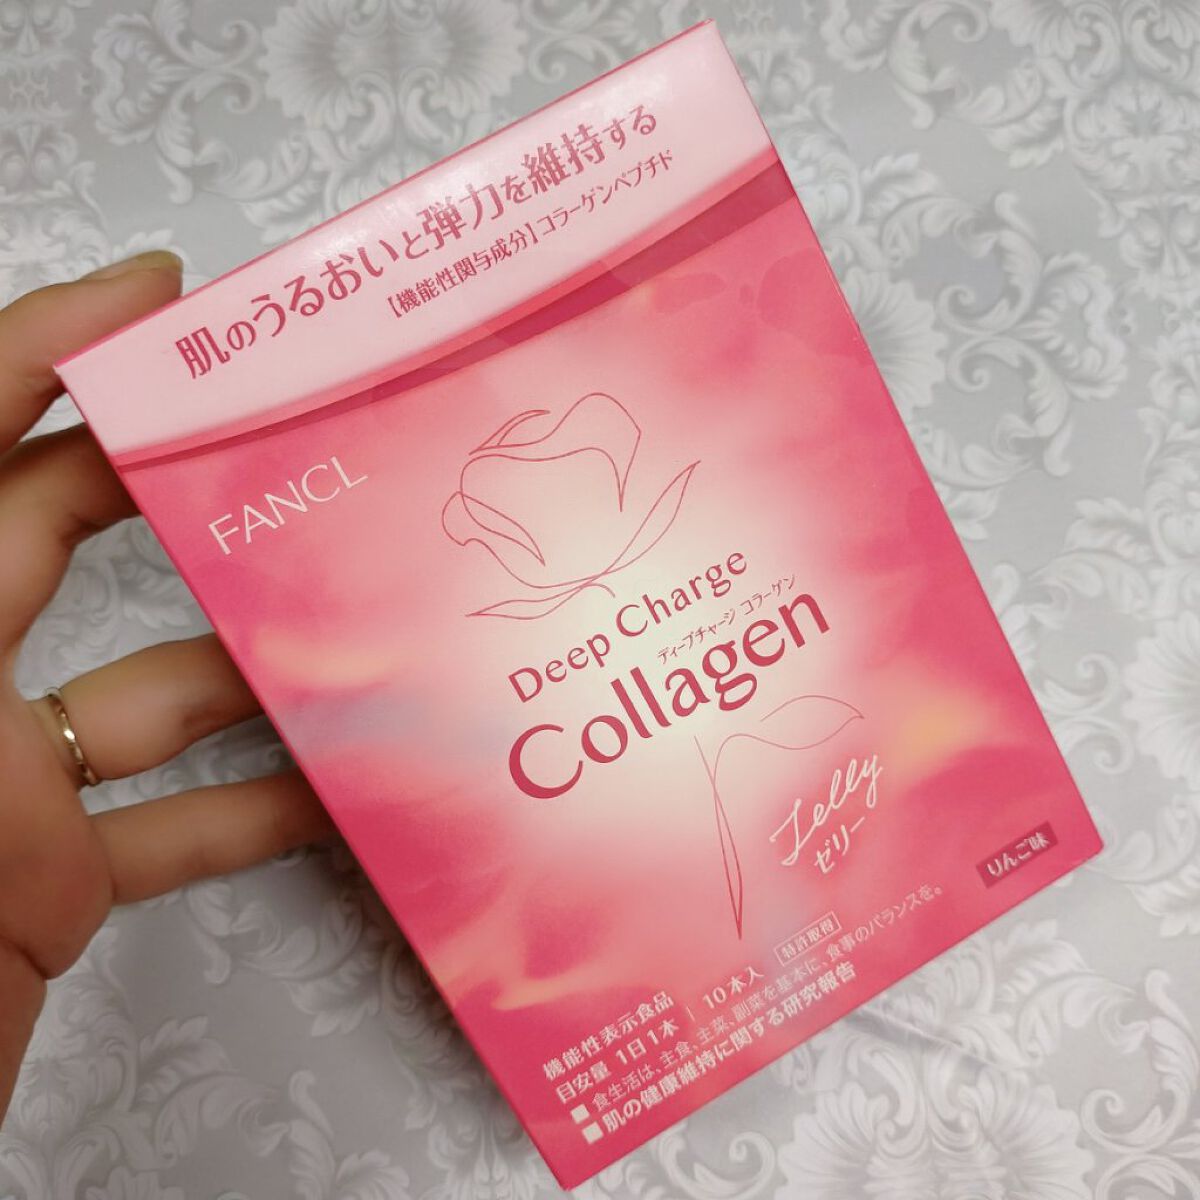 肌のうるおいと弾力を維持する
【機能性関与成分】コラーゲンペプチド
FANCL
Deep Charge
ディープチャージ コラーゲン
Collagen
Jelly
ゼリー
りんご味
機能性表示食品
目安量 1日1本 | 10本入 特許取得
■ 食生活は、主食、主菜、副菜を基本に、食事のバランスを。
■ 肌の健康維持に関する研究報告